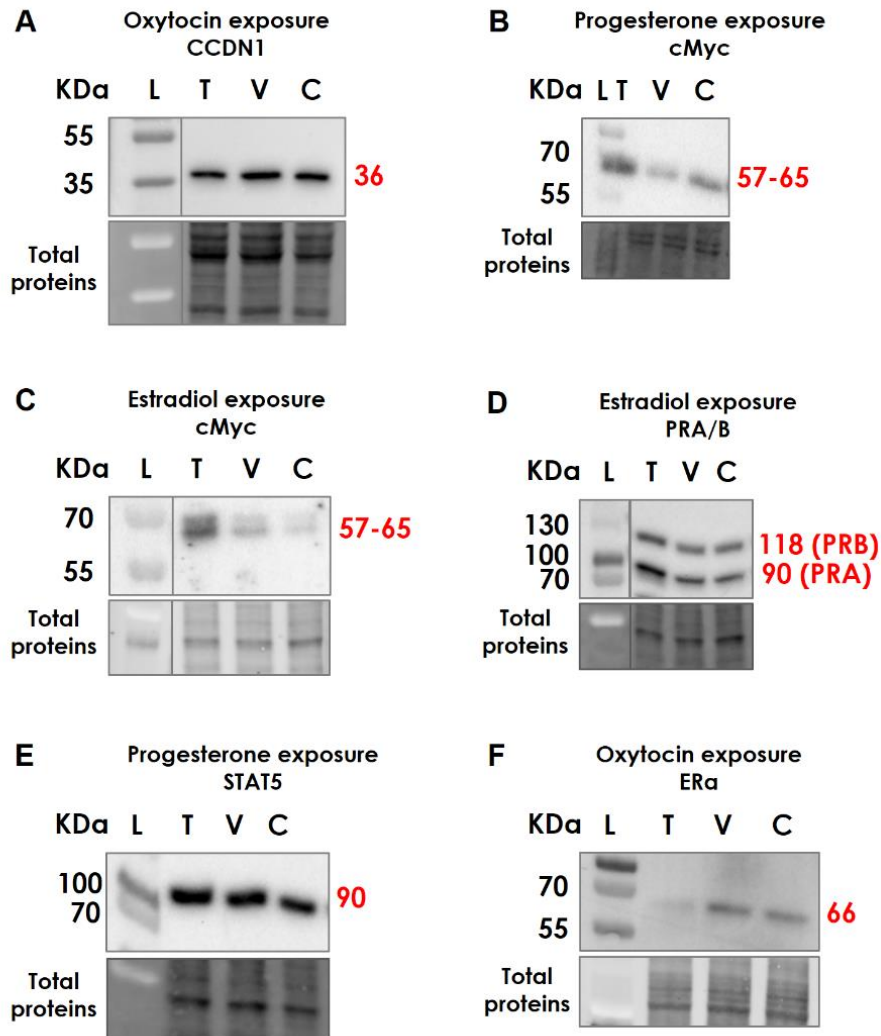 A
Oxytocin exposure
CCDN1
KDa L T V C
55
35
36
Total
proteins
B
Progesterone exposure
cMyc
KDa L T V C
70
55
57-65
Total
proteins
C
Estradiol exposure
cMyc
KDa L T V C
70
55
57-65
Total
proteins
D
Estradiol exposure
PRA/B
KDa L T V C
130
100
70
118 (PRB)
90 (PRA)
Total
proteins
E
Progesterone exposure
STAT5
KDa L T V C
100
70
90
Total
proteins
F
Oxytocin exposure
ERa
KDa L T V C
70
55
66
Total
proteins